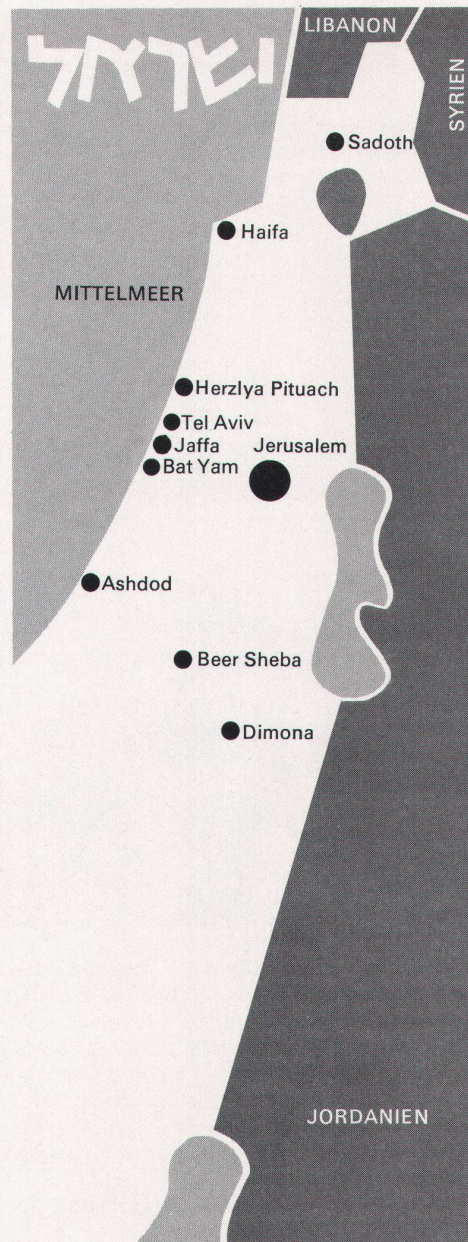 ישראל
LIBANON
SYRIEN
Sadoth
Haifa
MITTELMEER
Herzlya Pituach
Tel Aviv
Jaffa
Jerusalem
Bat Yam
Ashdod
Beer Sheba
Dimona
JORDANIEN